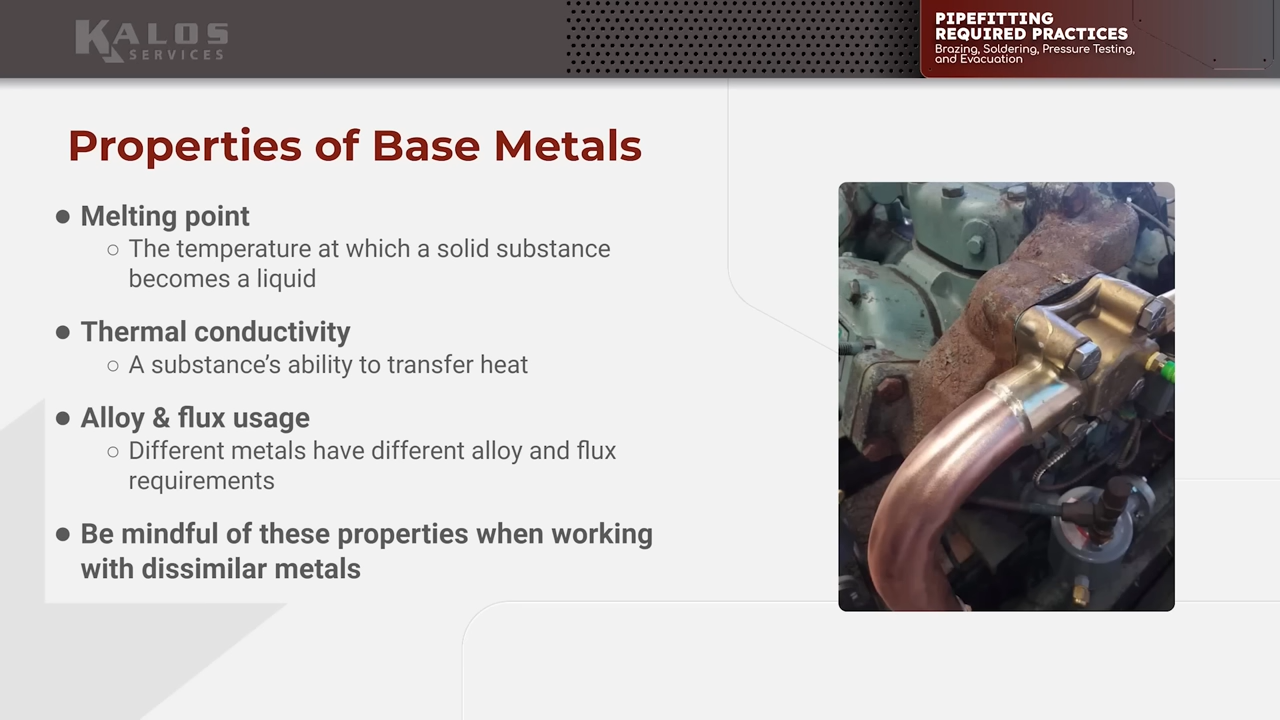 KALOS
SERVICES
PIPEFITTING
REQUIRED PRACTICES
Brazing, Soldering, Pressure Testing,
and Evacuation
Properties of Base Metals
● Melting point
○ The temperature at which a solid substance
becomes a liquid
● Thermal conductivity
○ A substance’s ability to transfer heat
● Alloy & flux usage
○ Different metals have different alloy and flux
requirements
● Be mindful of these properties when working
with dissimilar metals